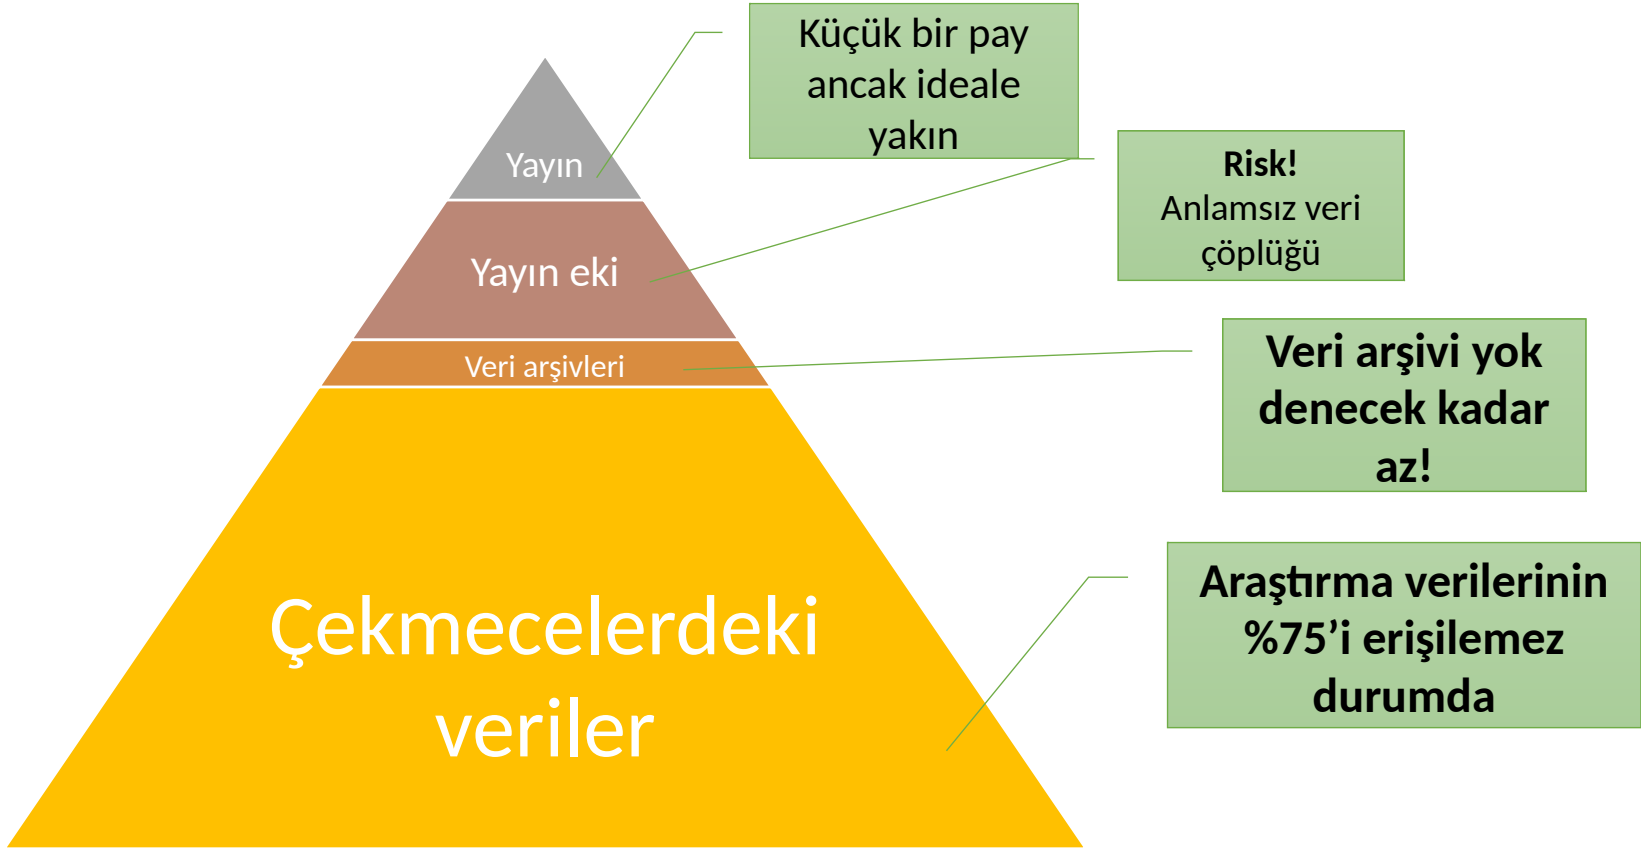 Küçük bir pay
ancak ideale
yakın
Yayın
Risk!
Anlamsız veri
çöplüğü
Yayın eki
Veri arşivi yok
denecek kadar
az!
Veri arşivleri
Araştırma verilerinin
%75’i erişilemez
durumda
Çekmecelerdeki
veriler